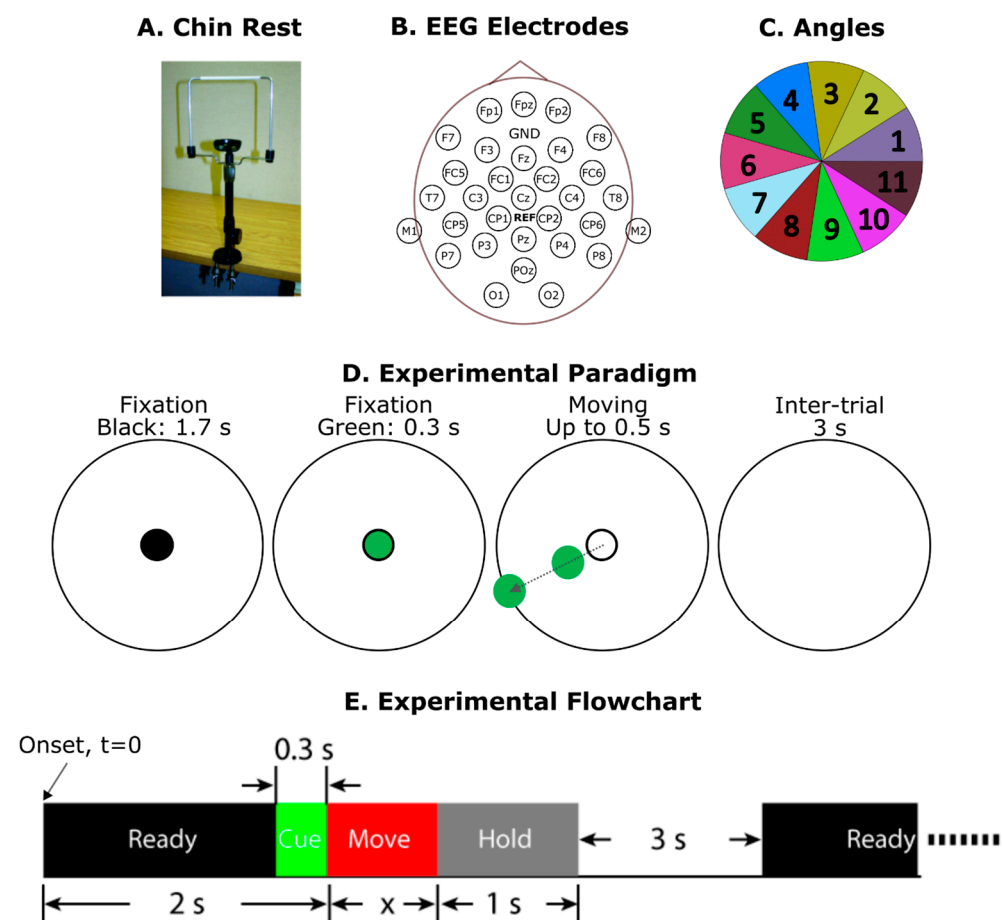 A. Chin Rest
B. EEG Electrodes
C. Angles
Fp1 Fpz Fp2
GND
F7 F3 Fz F4 F8
FC5 FC1 FC2 FC6
T7 C3 Cz C4 T8
M1 CP5 CP1 REF CP2 CP6 M2
P7 P3 Pz P4 P8
POz
O1 O2
1
2
3
4
5
6
7
8
9
10
11
D. Experimental Paradigm
Fixation
Black: 1.7 s
Fixation
Green: 0.3 s
Moving
Up to 0.5 s
Inter-trial
3 s
E. Experimental Flowchart
Onset, t=0
0.3 s
Ready Cue Move Hold 3 s Ready
2 s x 1 s